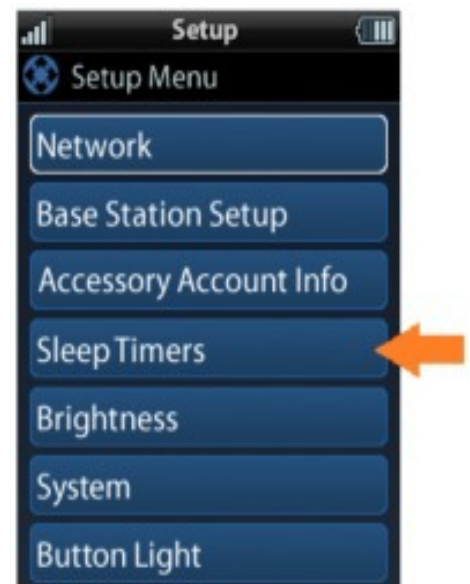 Setup
Setup Menu
Network
Base Station Setup
Accessory Account Info
Sleep Timers
Brightness
System
Button Light